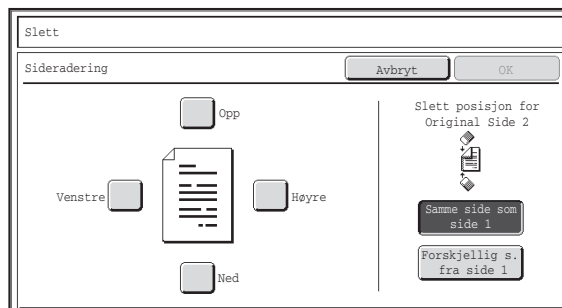 Slett
Sideradering
Avbryt
OK
Opp
Venstre
Høyre
Ned
Slett posisjon for
Original Side 2
Samme side som
side 1
Forskjellig s.
fra side 1